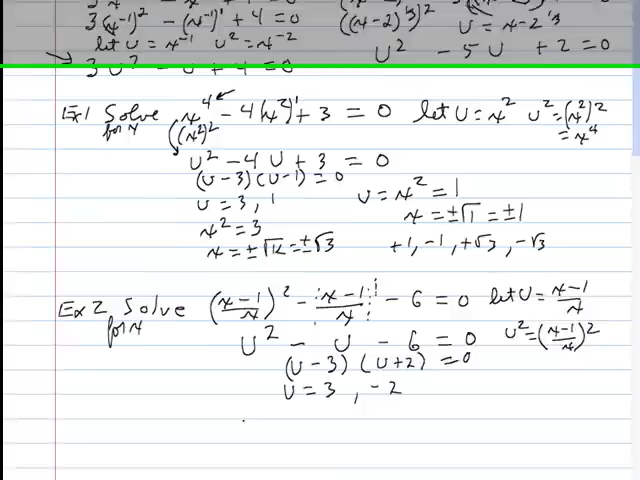 3(x⁻¹)² - (x⁻¹)¹ + 4 = 0
let U = x⁻¹ U² = x⁻²
3U² - U + 4 = 0
U = x-2^{1/3}
U² - 5U + 2 = 0
Ex1 Solve for x x⁴ - 4(x²)¹ + 3 = 0 let U = x² U² = (x²)² = x⁴
(x²)²
U² - 4U + 3 = 0
(U-3)(U-1) = 0
U = 3, 1
x² = 3
x = ±√ = ±√3
U = x² = 1
x = ±√1 = ±1
+1, -1, +√3, -√3
Ex2 Solve for x (x-1/x)² - x-1/x - 6 = 0 let U = x-1/x
U² - U - 6 = 0 U² = (x-1/x)²
(U-3)(U+2) = 0
U = 3, -2